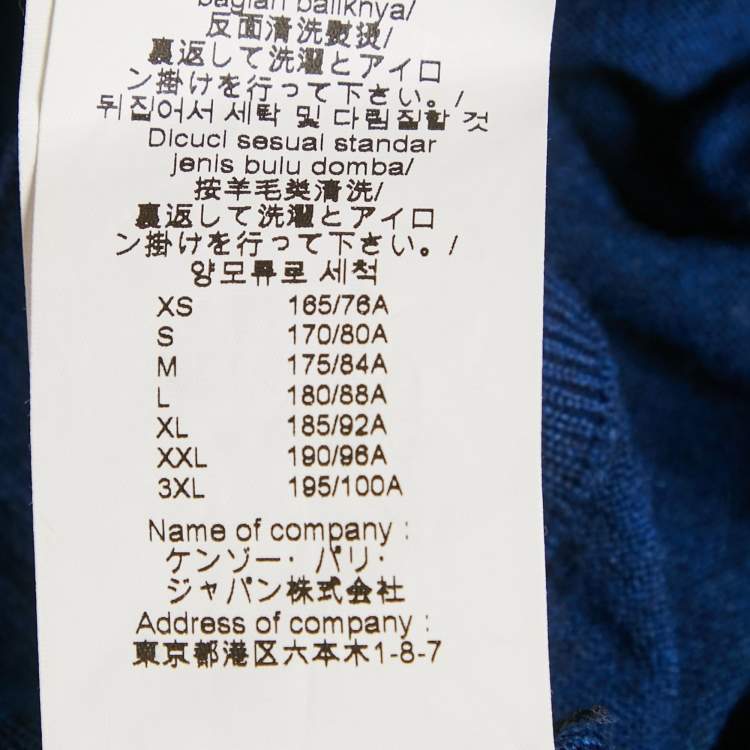 bagian baliknya/
反面清洗熨烫/
裏返して洗濯とアイロ
ン掛けを行って下さい。/
뒤집어서 세탁 및 다림질할 것
Dicuci sesuai standar
jenis bulu domba/
按羊毛类清洗/
裏返して洗濯とアイロ
ン掛けを行って下さい。/
양모류로 세척
XS 165/76A
S 170/80A
M 175/84A
L 180/88A
XL 185/92A
XXL 190/96A
3XL 195/100A
Name of company :
ケンゾー・パリ・
ジャパン株式会社
Address of company :
東京都港区六本木1-8-7